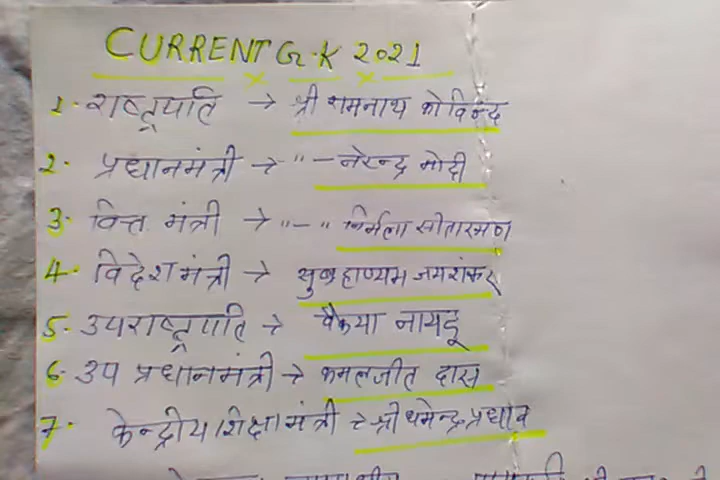 CURRENT G.K 2021
1. राष्ट्रपति → श्री रामनाथ कोविन्द
2. प्रधानमंत्री → "– नरेन्द्र मोदी
3. वित्त मंत्री → "–" निर्मला सीतारमण
4. विदेश मंत्री → सुब्रहाण्यम जयशंकर
5. उपराष्ट्रपति → वैंकया नायडू
6. उप प्रधानमंत्री → कमलजीत दास
7. केन्द्रीय शिक्षा मंत्री → श्री धर्मेन्द्र प्रधान